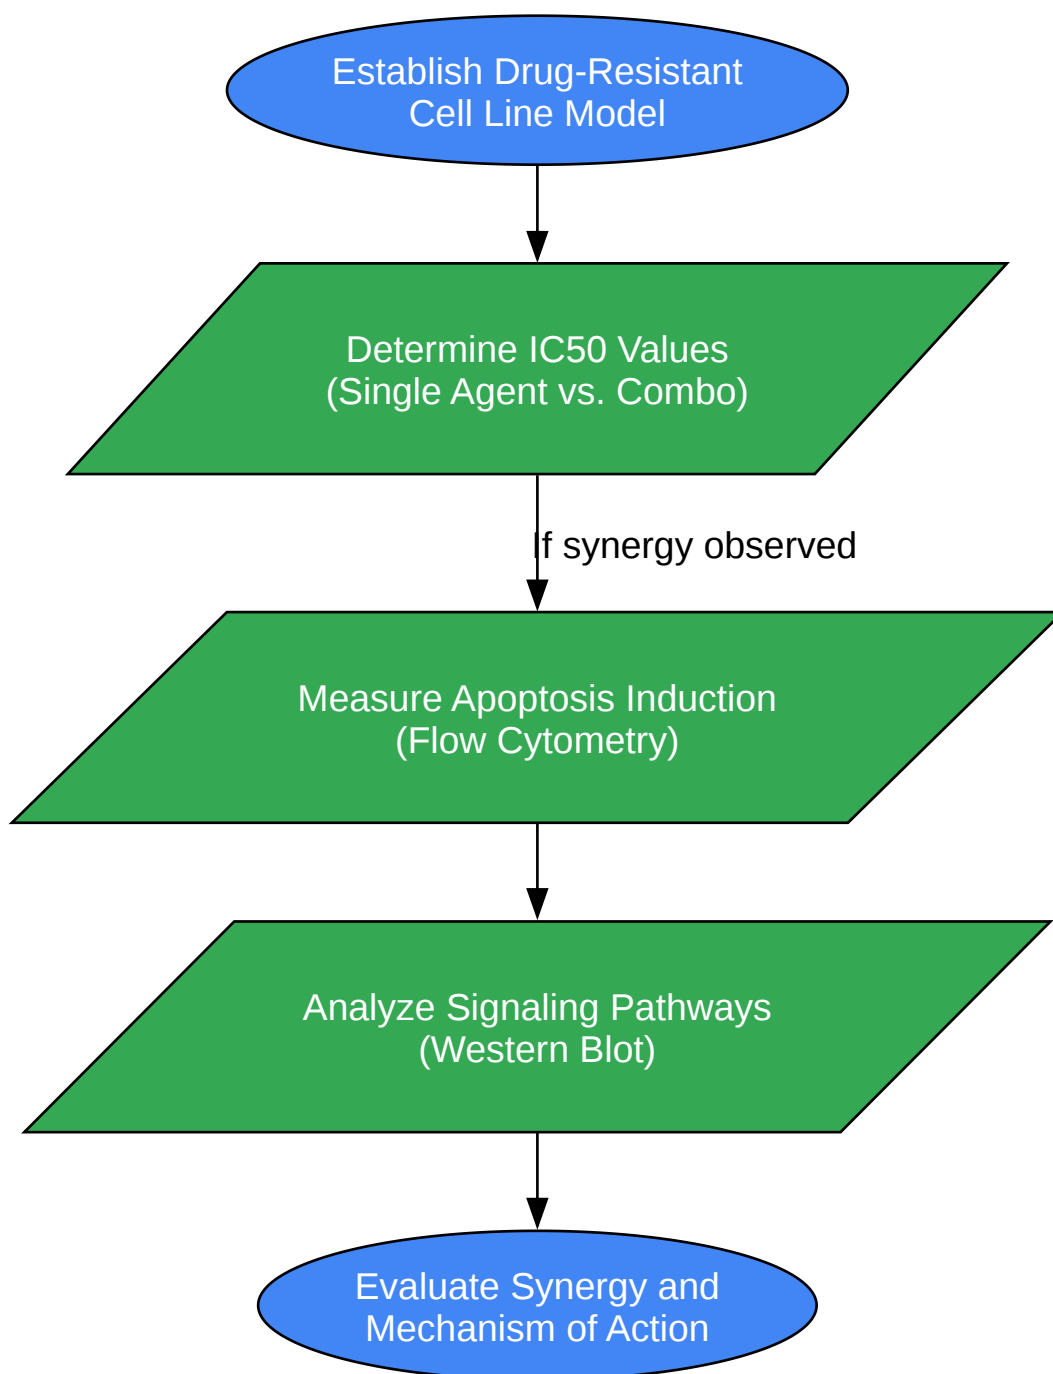 Establish Drug-Resistant
Cell Line Model
Determine IC50 Values
(Single Agent vs. Combo)
If synergy observed
Measure Apoptosis Induction
(Flow Cytometry)
Analyze Signaling Pathways
(Western Blot)
Evaluate Synergy and
Mechanism of Action